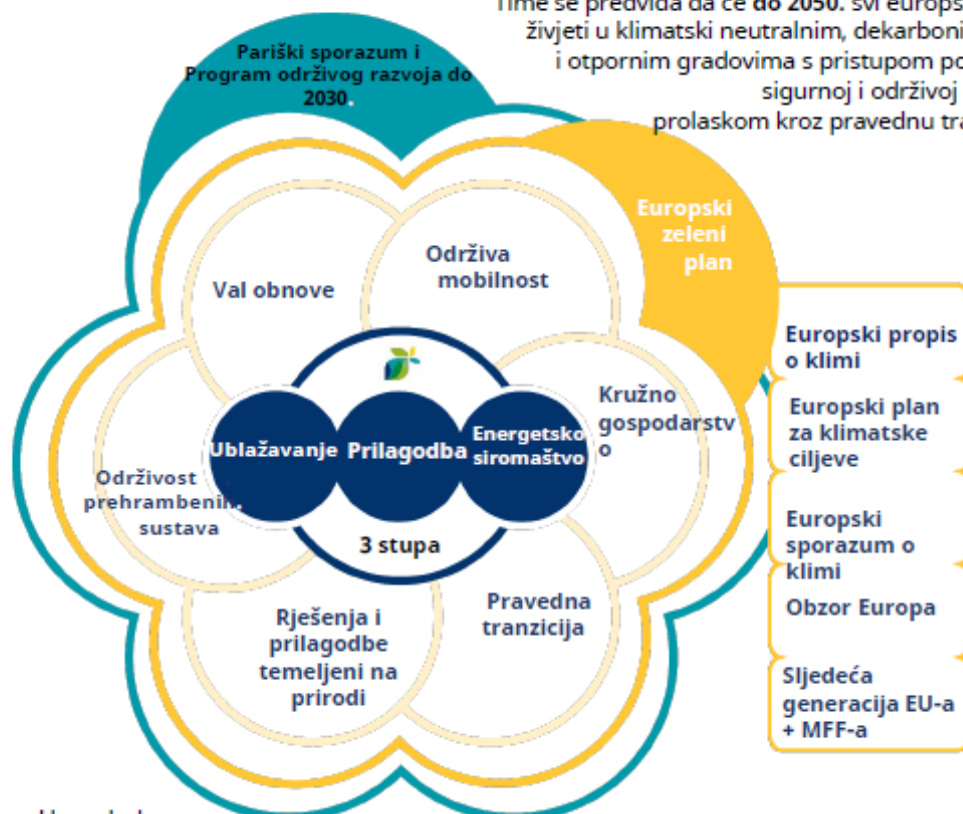 Time se predviđa da će do 2050. svi europs
živjeti u klimatski neutralnim, dekarboni
i otpornim gradovima s pristupom po
sigurnoj i održivoj
prolaskom kroz pravednu tra
Pariški sporazum i
Program održivog razvoja do
2030.
Europski
zeleni
plan
Održiva
mobilnost
Val obnove
Europski propis
o klimi
Kružno
gospodarstv
o
Europski plan
za klimatske
ciljeve
Ublažavanje
Prilagodba
Energetsko
siromaštvo
Održivost
prehrambenih
sustava
3 stupa
Europski
sporazum o
klimi
Pravedna
tranzicija
Obzor Europa
Rješenja i
prilagodbe
temeljeni na
prirodi
Sljedeća
generacija EU-a
+ MFF-a